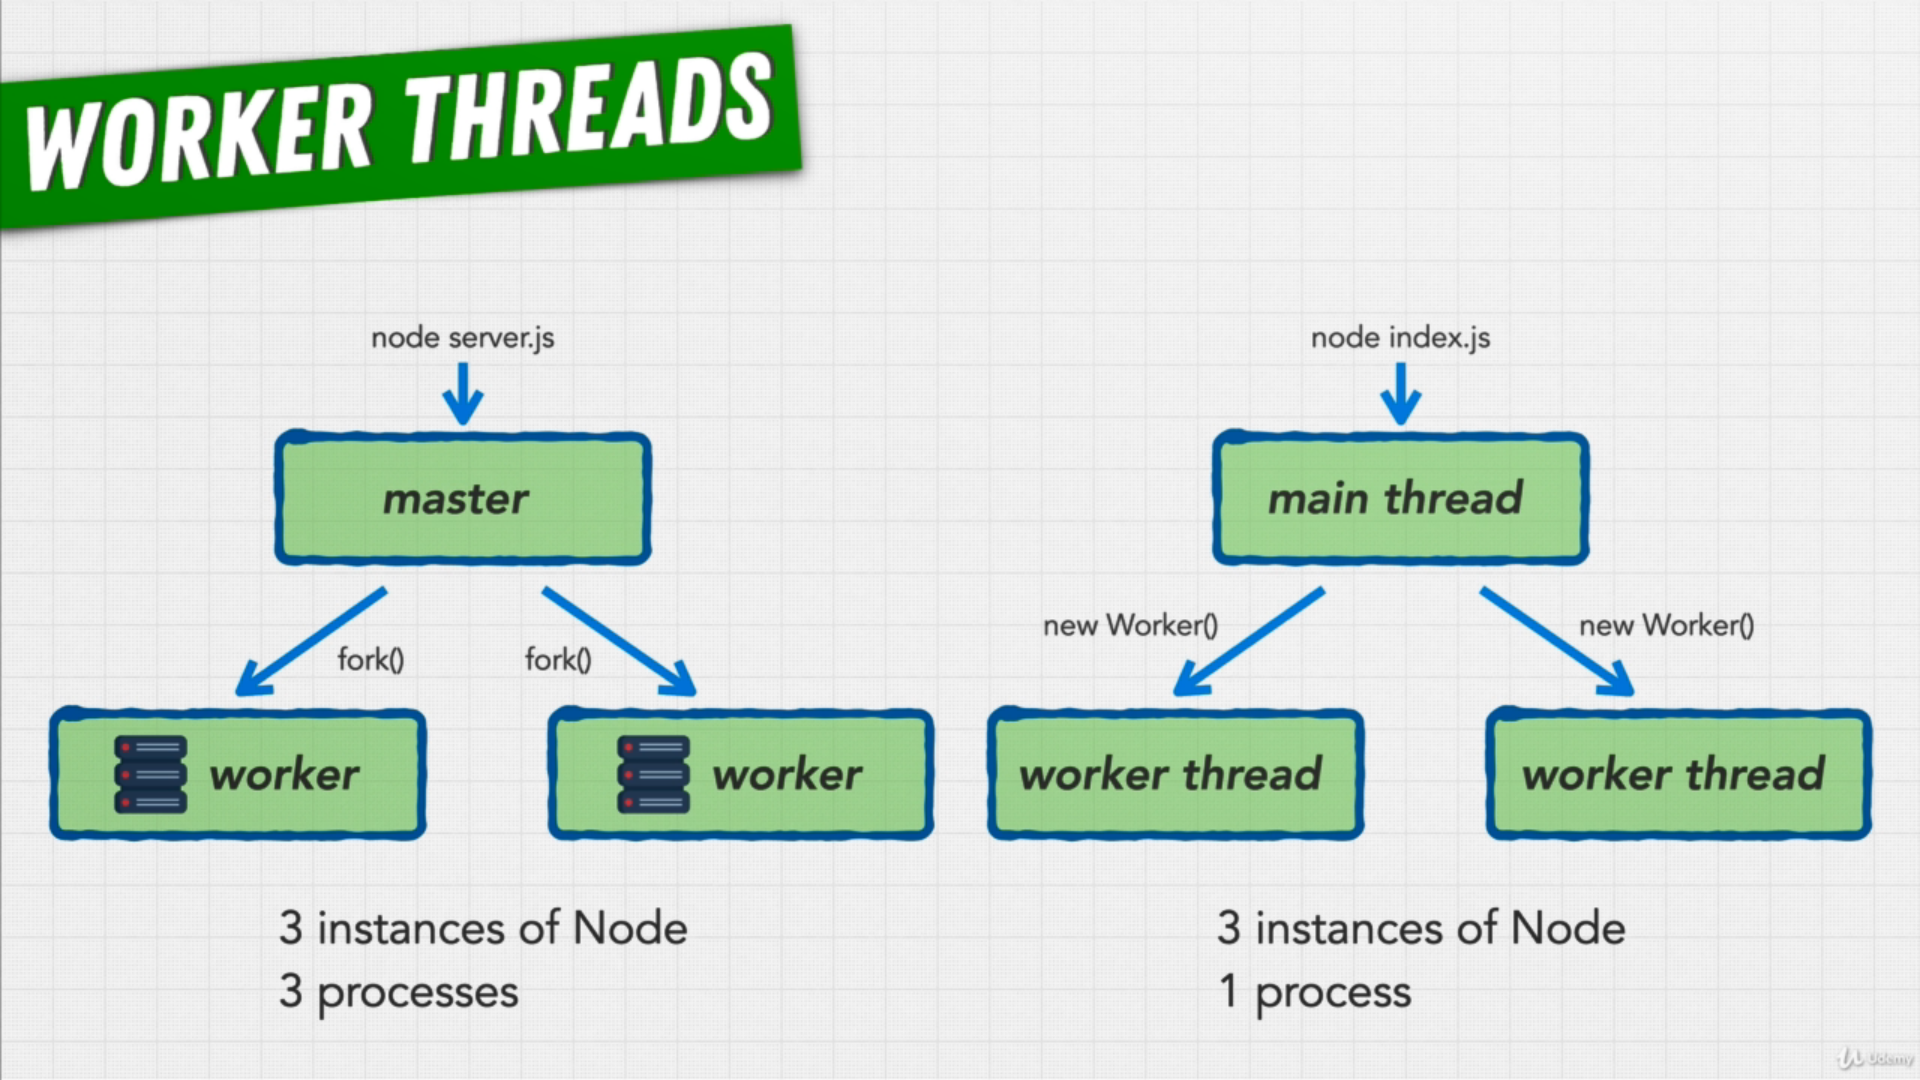 WORKER THREADS
node server.js
master
fork()
fork()
worker
worker
3 instances of Node
3 processes
node index.js
main thread
new Worker()
new Worker()
worker thread
worker thread
3 instances of Node
1 process
Udemy